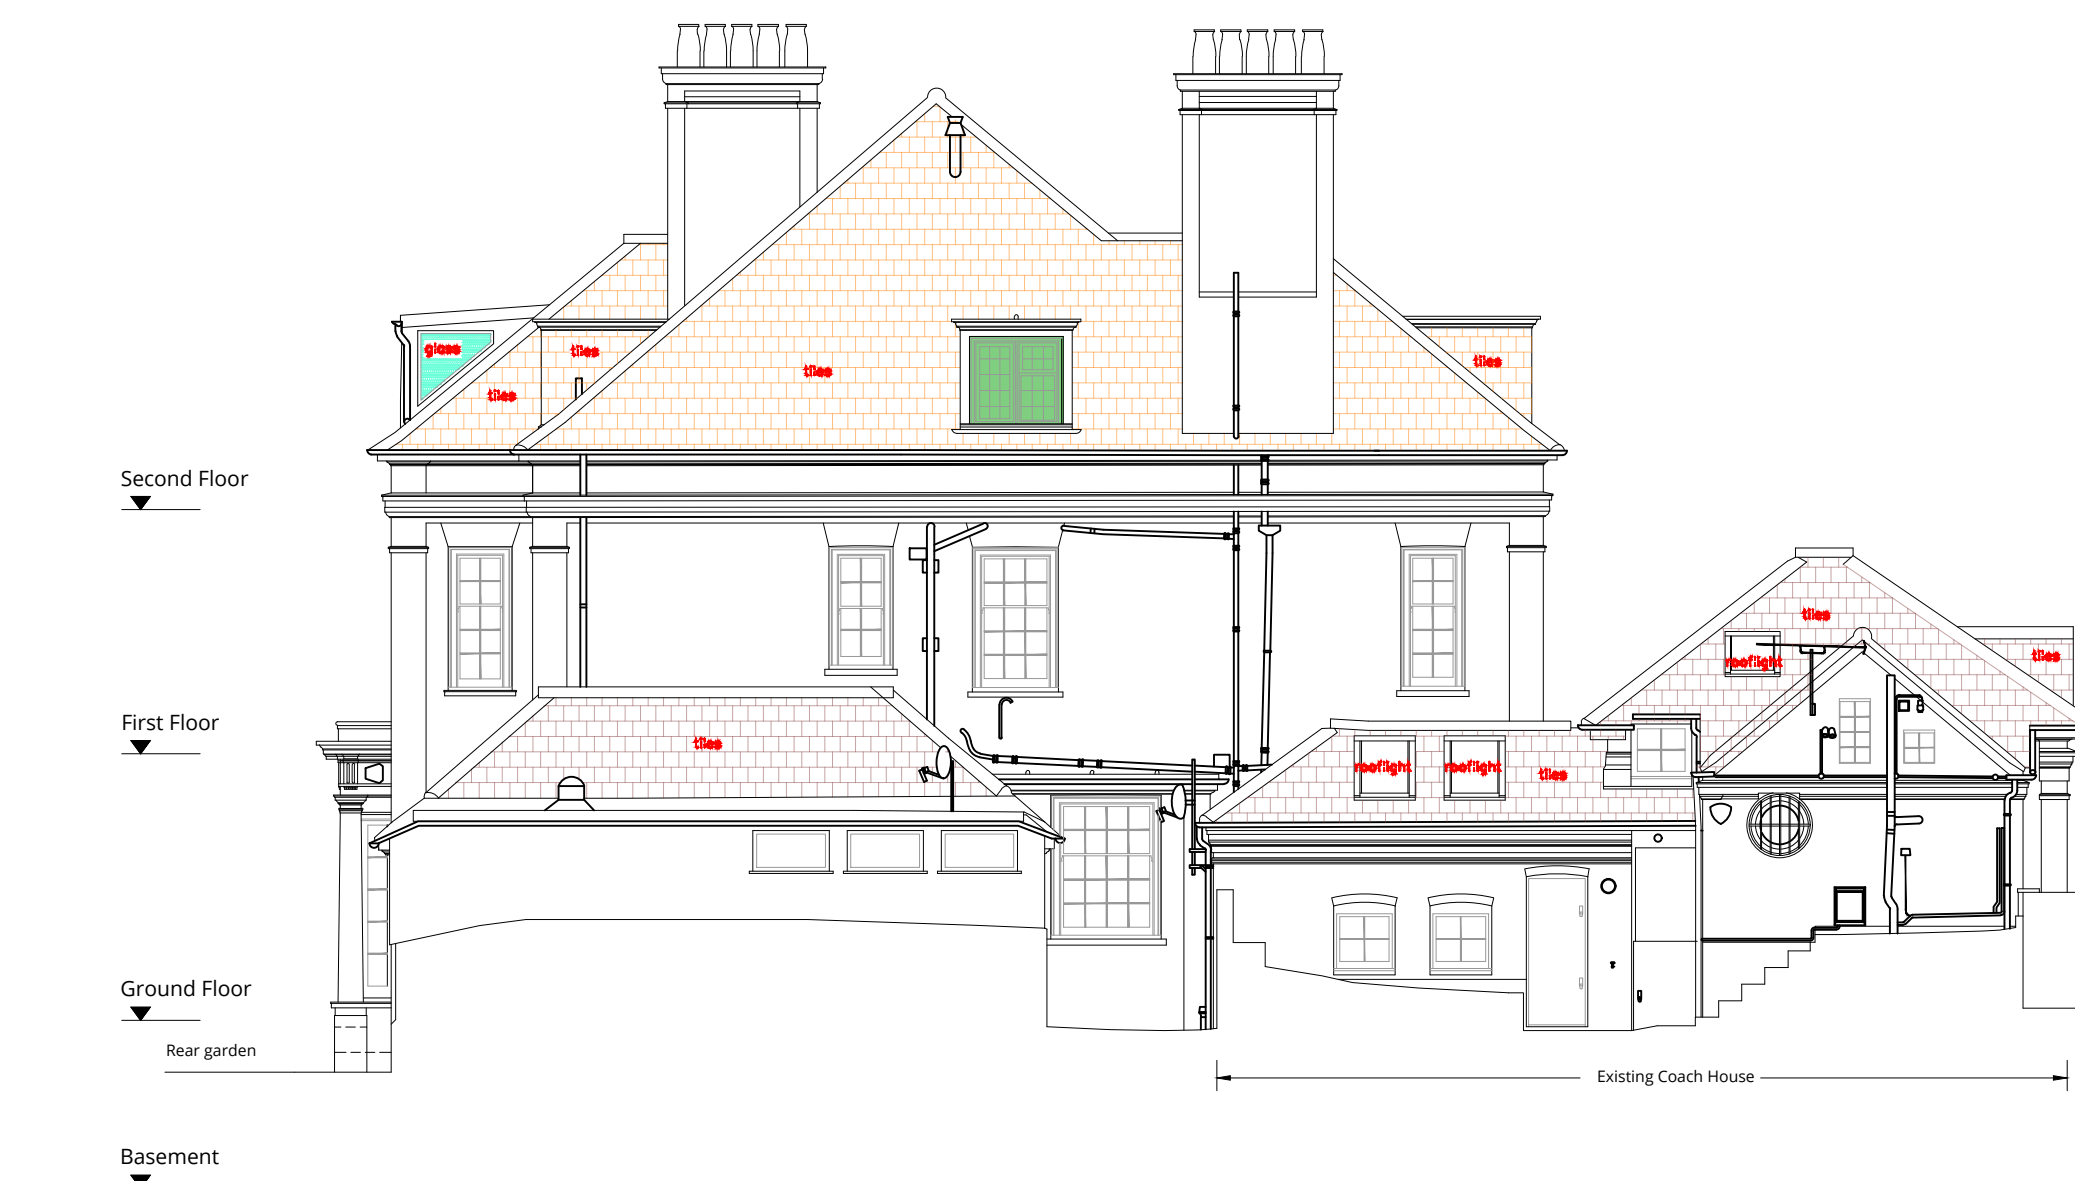 tiles
glass
tiles
tiles
tiles
tiles
Second Floor
tiles
rooflight
tiles
First Floor
tiles
rooflight
rooflight
tiles
Ground Floor
Rear garden
Existing Coach House
Basement